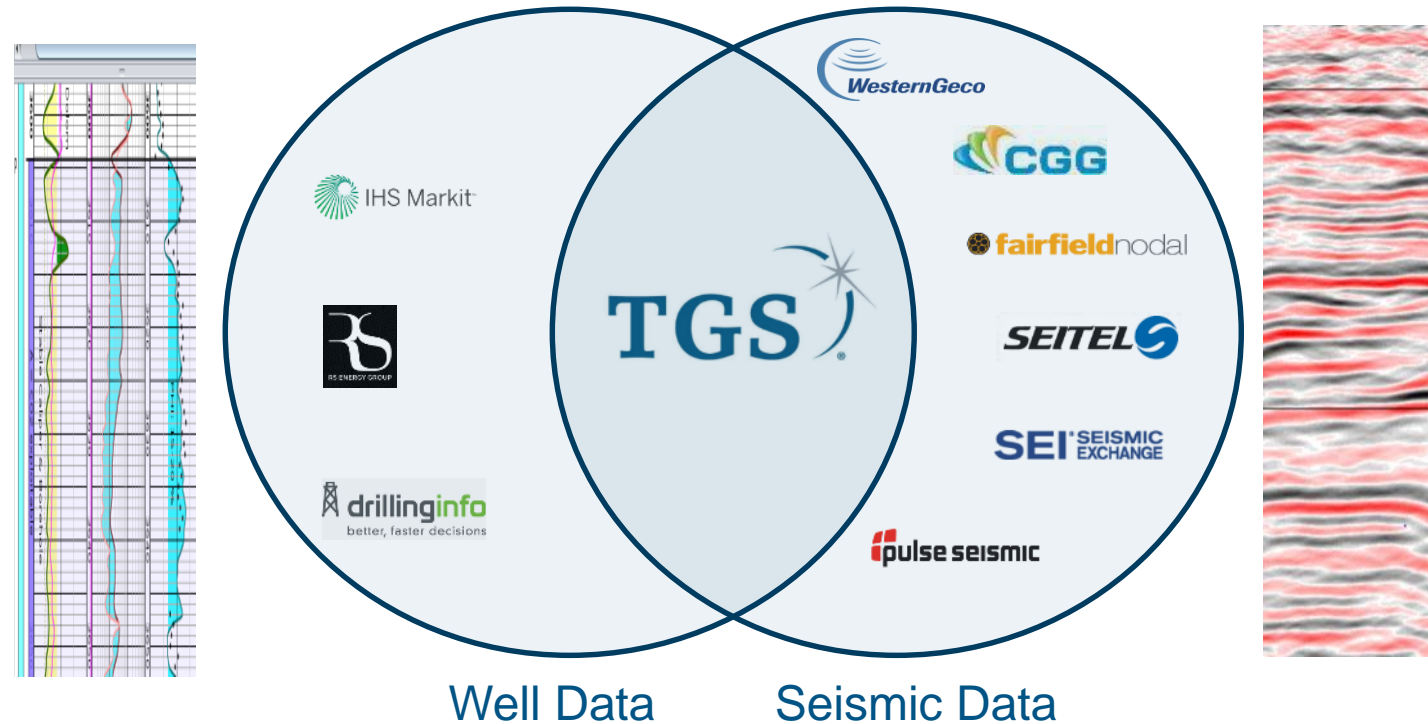 WesternGeco
CGG
IHS Markit
fairfieldnodal
TGS
RS ENERGY GROUP
SEITEL
SEI SEISMIC
EXCHANGE
drillinginfo
better, faster decisions
pulse seismic
Well Data
Seismic Data